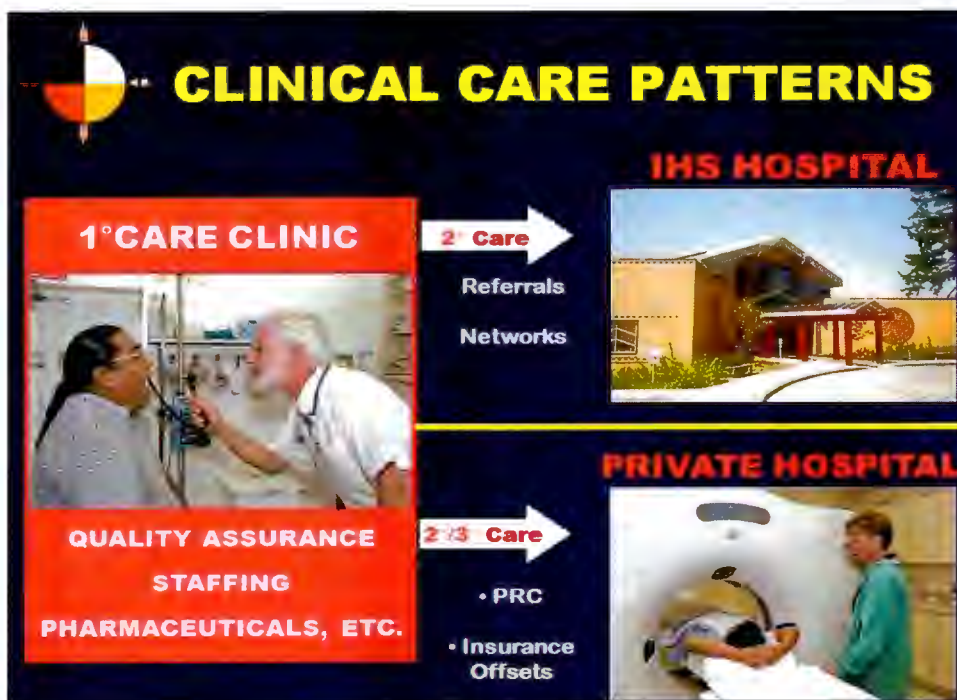 CLINICAL CARE PATTERNS
1°CARE CLINIC
QUALITY ASSURANCE
STAFFING
PHARMACEUTICALS, ETC.
2° Care
Referrals
Networks
IHS HOSPITAL
2°/3° Care
• PRC
• Insurance
Offsets
PRIVATE HOSPITAL